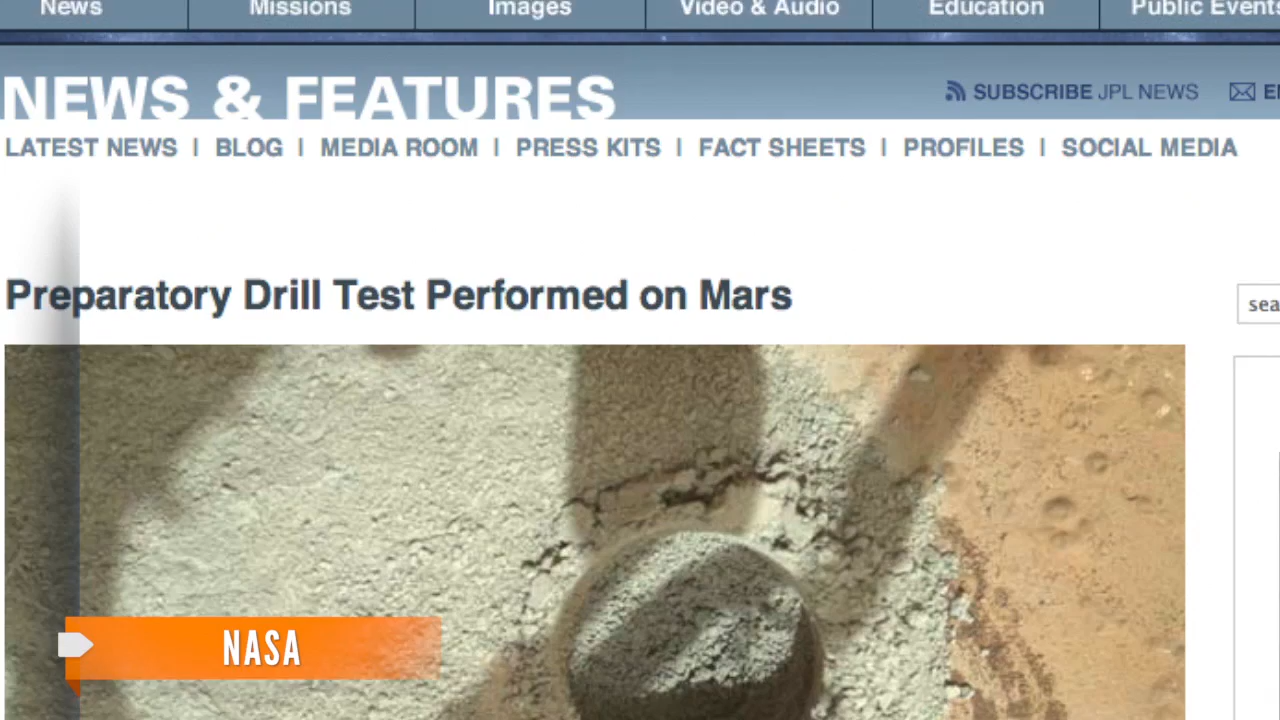 News Missions Images Video & Audio Education Public Events
NEWS & FEATURES
SUBSCRIBE JPL NEWS
LATEST NEWS | BLOG | MEDIA ROOM | PRESS KITS | FACT SHEETS | PROFILES | SOCIAL MEDIA
Preparatory Drill Test Performed on Mars
NASA